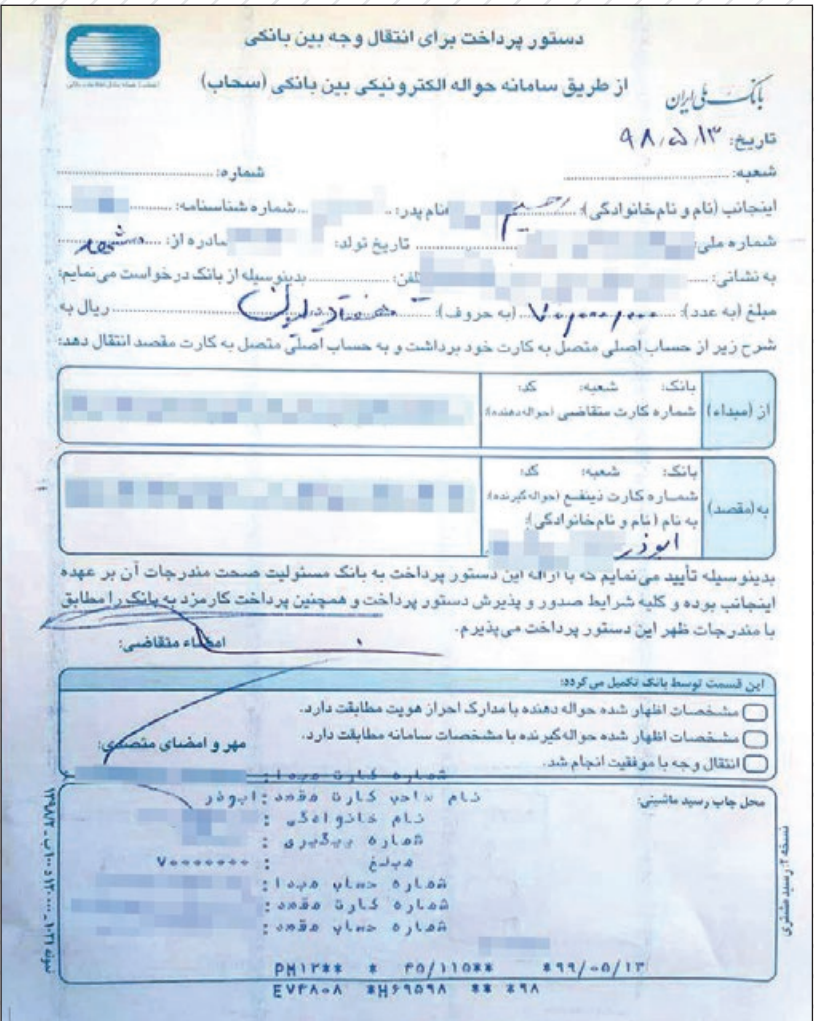 دستور پرداخت برای انتقال وجه بین بانکی
از طریق سامانه حواله الکترونیکی بین بانکی (سحاب)
بانک ملی ایران
تاریخ: ۹۸،۵،۱۳
شعبه: شماره:
اینجانب (نام و نام‌خانوادگی): رحیم نام پدر: شماره شناسنامه:
شماره ملی: تاریخ تولد: صادره از:
به نشانی: تلفن: بدینوسیله از بانک درخواست می‌نمایم:
مبلغ (به عدد): ۷۰،۰۰۰،۰۰۰ (به حروف): ریال به
شرح زیر از حساب اصلی متصل به کارت خود برداشت و به حساب اصلی متصل به کارت مقصد انتقال دهد:
از (مبداء)
بانک: شعبه: کد:
شماره کارت متقاضی (حواله‌دهنده):
به (مقصد)
بانک: شعبه: کد:
شماره کارت ذینفع (حواله‌گیرنده):
به نام (نام و نام‌خانوادگی):
ابوذر
بدینوسیله تأیید می‌نمایم که با ارائه این دستور پرداخت به بانک مسئولیت صحت مندرجات آن بر عهده
اینجانب بوده و کلیه شرایط صدور و پذیرش دستور پرداخت و همچنین پرداخت کارمزد به بانک را مطابق
با مندرجات ظهر این دستور پرداخت می‌پذیرم.
امضاء متقاضی:
این قسمت توسط بانک تکمیل می‌گردد:
مشخصات اظهار شده حواله دهنده با مدارک احراز هویت مطابقت دارد.
مشخصات اظهار شده حواله‌گیرنده با مشخصات سامانه مطابقت دارد.
انتقال وجه با موفقیت انجام شد.
مهر و امضای متصدی:
محل چاپ رسید ماشینی:
شماره کارت مبدا:
نام صاحب کارت مقصد: ابوذر
نام خانوادگی:
شماره پیگیری:
مبلغ: ۷۰۰۰۰۰۰۰
شماره حساب مبدا:
شماره کارت مقصد:
شماره حساب مقصد:
نسخه ۲: رسید مشتری